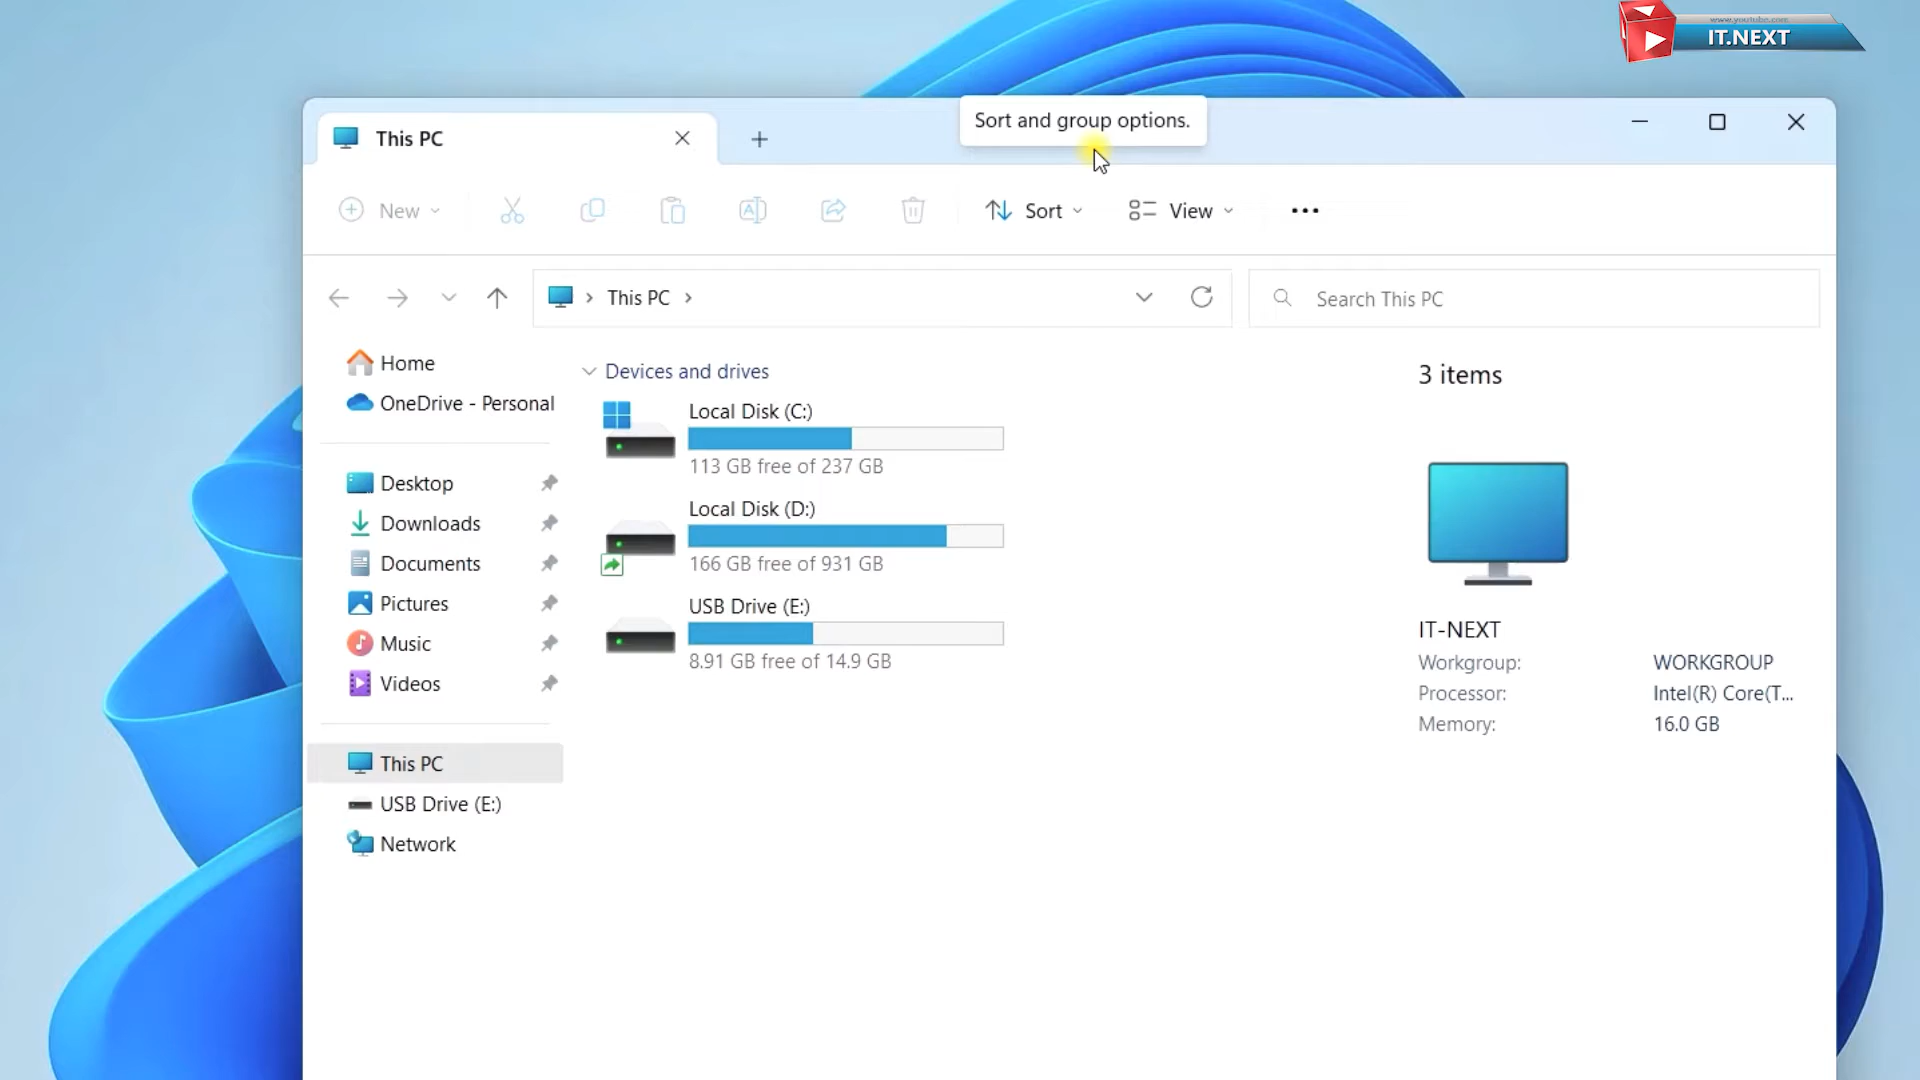 www.youtube.com
IT.NEXT
Sort and group options.
This PC
New
Sort
View
This PC
Search This PC
Home
OneDrive - Personal
Desktop
Downloads
Documents
Pictures
Music
Videos
This PC
USB Drive (E:)
Network
Devices and drives
Local Disk (C:)
113 GB free of 237 GB
Local Disk (D:)
166 GB free of 931 GB
USB Drive (E:)
8.91 GB free of 14.9 GB
3 items
IT-NEXT
Workgroup: WORKGROUP
Processor: Intel(R) Core(T...
Memory: 16.0 GB